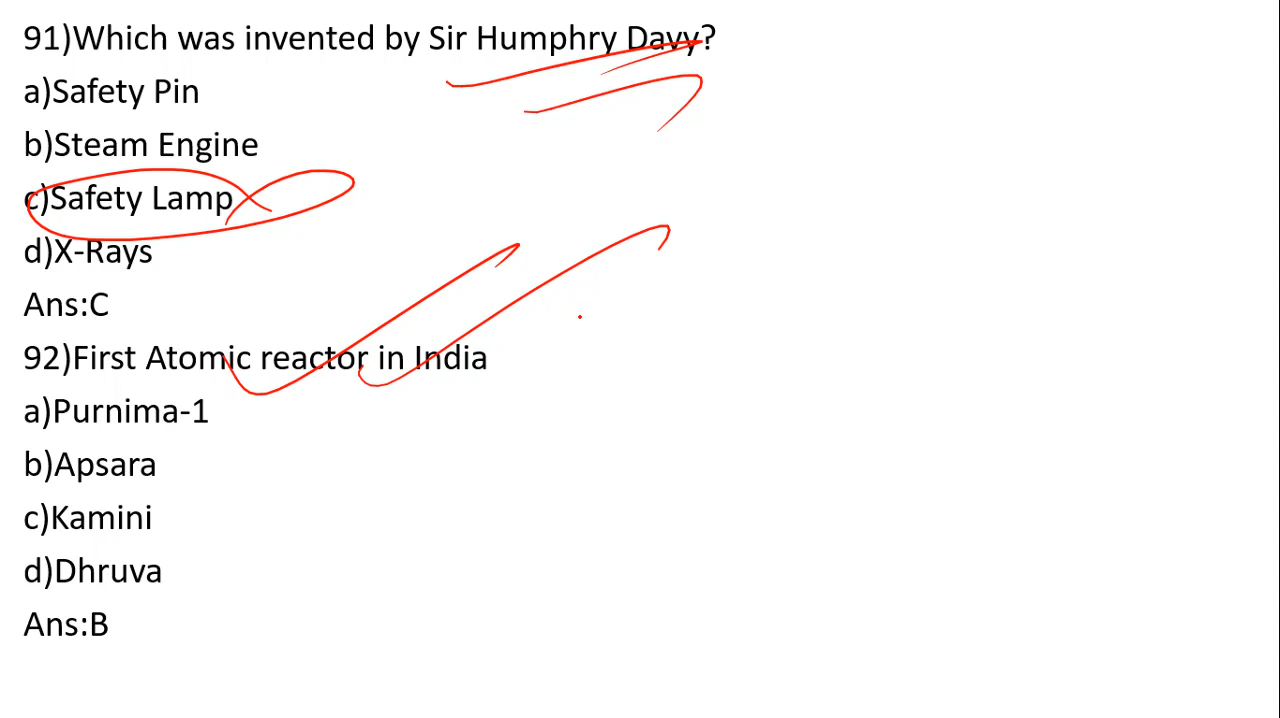 91)Which was invented by Sir Humphry Davy?
a)Safety Pin
b)Steam Engine
c)Safety Lamp
d)X-Rays
Ans:C
92)First Atomic reactor in India
a)Purnima-1
b)Apsara
c)Kamini
d)Dhruva
Ans:B